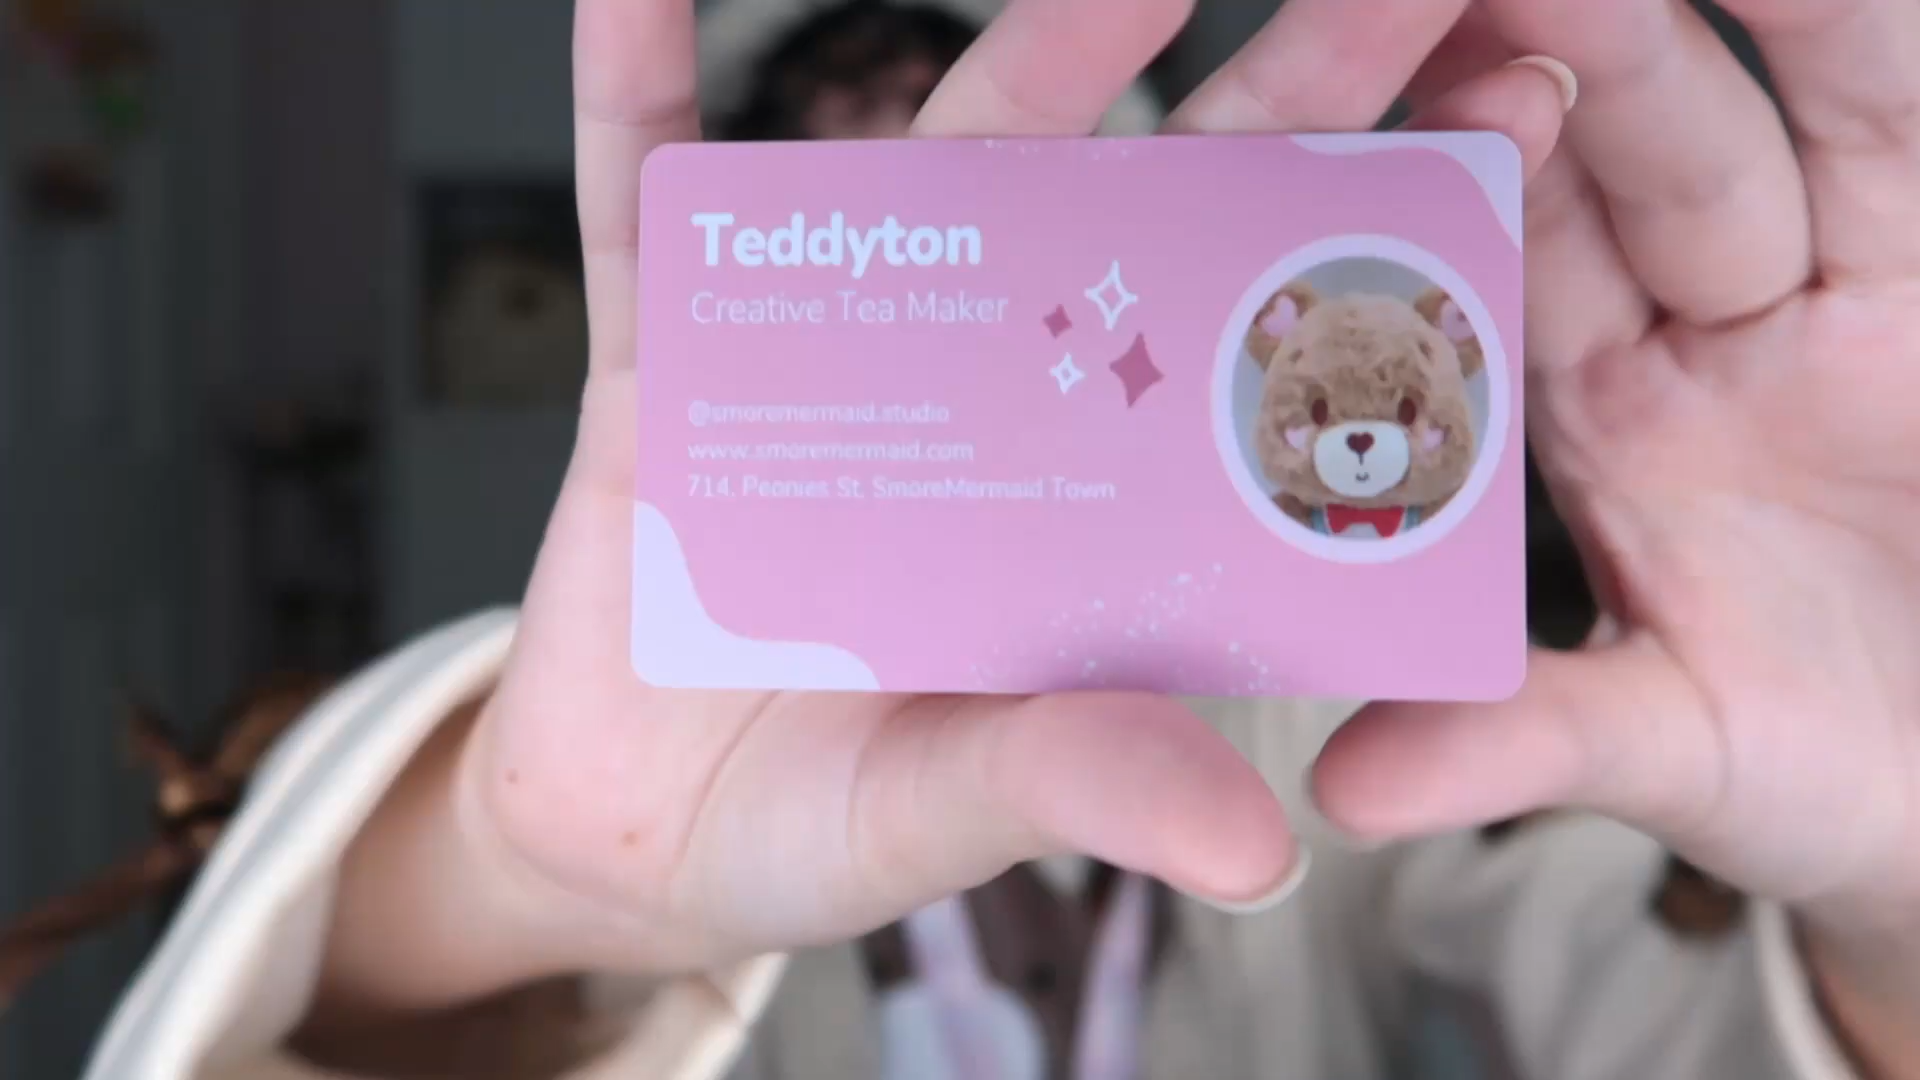 Teddyton
Creative Tea Maker
@smoremermaid.studio
www.smoremermaid.com
714, Peonies St, SmoreMermaid Town